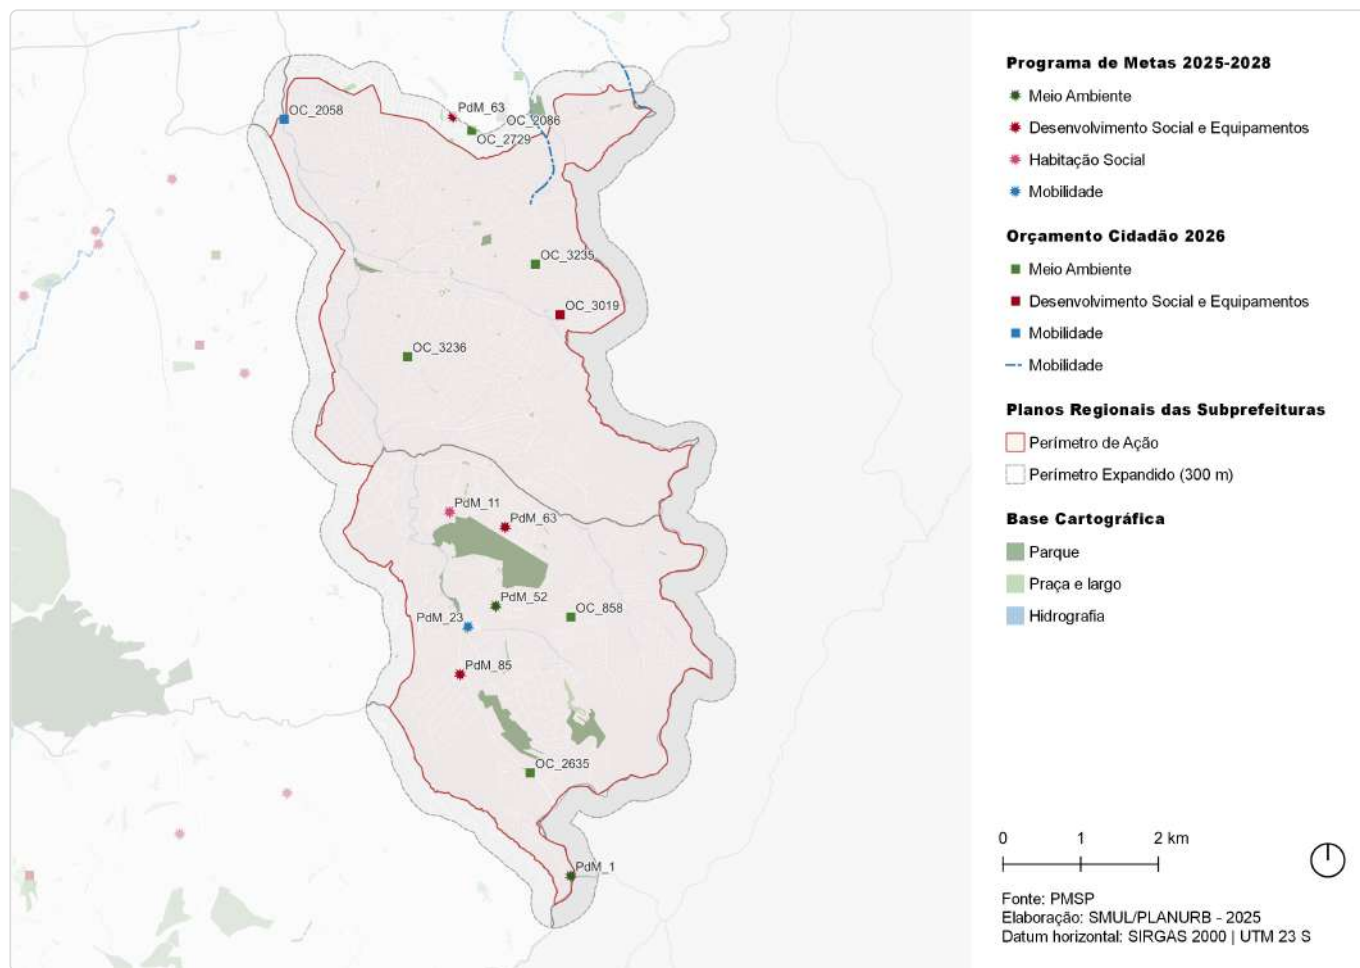 OC_2058
PdM_63
OC_2086
OC_2729
OC_3235
OC_3019
OC_3236
PdM_11
PdM_63
PdM_52
PdM_23
OC_858
PdM_85
OC_2635
PdM_1
Programa de Metas 2025-2028
Meio Ambiente
Desenvolvimento Social e Equipamentos
Habitação Social
Mobilidade
Orçamento Cidadão 2026
Meio Ambiente
Desenvolvimento Social e Equipamentos
Mobilidade
Mobilidade
Planos Regionais das Subprefeituras
Perímetro de Ação
Perímetro Expandido (300 m)
Base Cartográfica
Parque
Praça e largo
Hidrografia
0 1 2 km
Fonte: PMSP
Elaboração: SMUL/PLANURB - 2025
Datum horizontal: SIRGAS 2000 | UTM 23 S